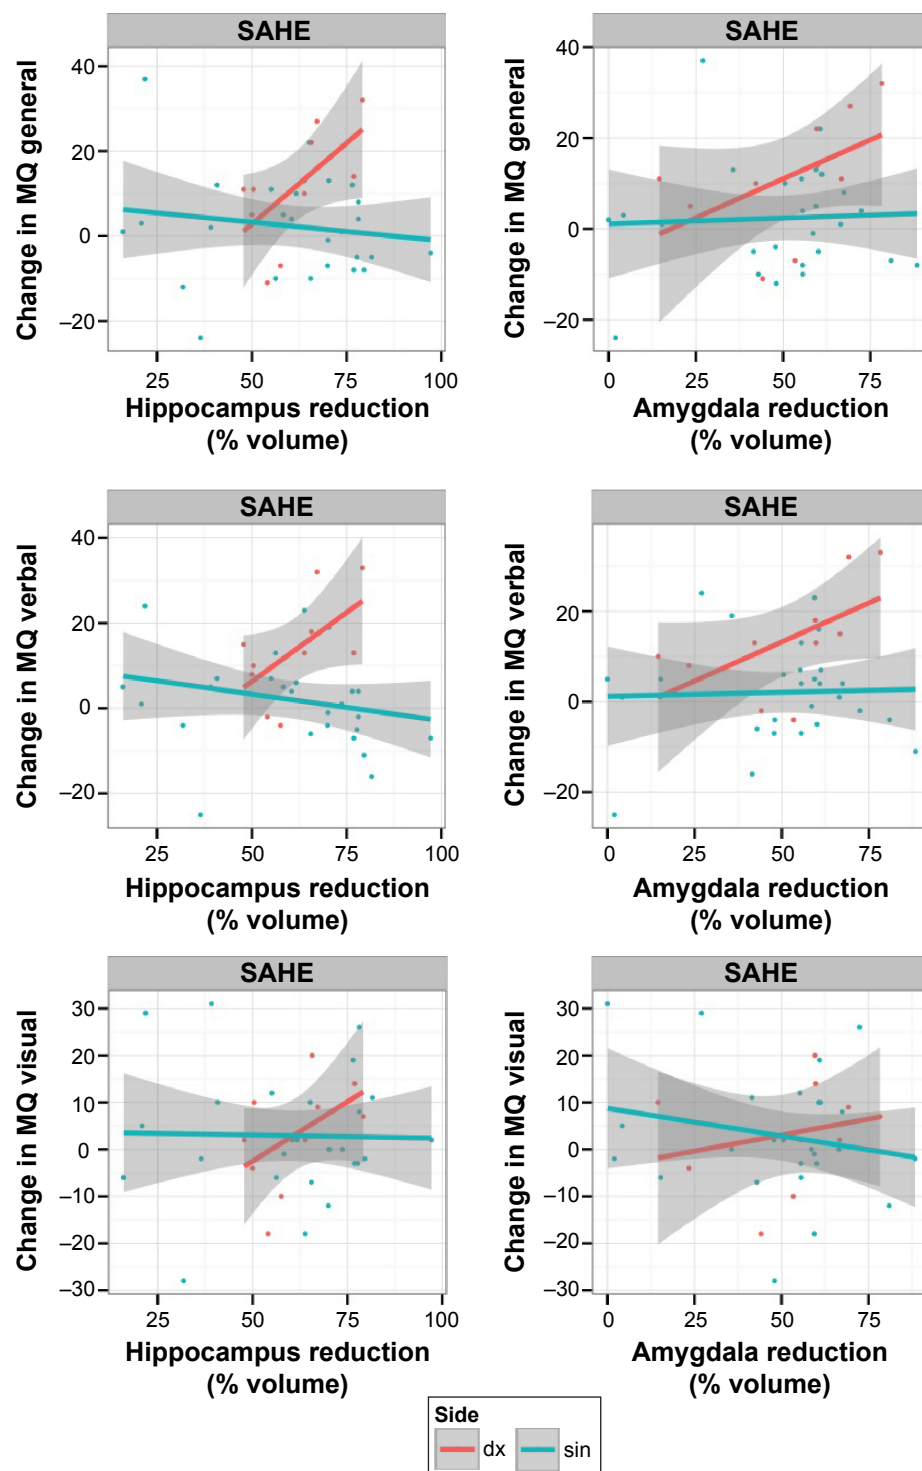 SAHE
Change in MQ general
40
20
0
–20
25 50 75 100
Hippocampus reduction
(% volume)
SAHE
Change in MQ general
40
20
0
–20
0 25 50 75
Amygdala reduction
(% volume)
SAHE
Change in MQ verbal
40
20
0
–20
25 50 75 100
Hippocampus reduction
(% volume)
SAHE
Change in MQ verbal
20
0
–20
0 25 50 75
Amygdala reduction
(% volume)
SAHE
Change in MQ visual
30
20
10
0
–10
–20
–30
25 50 75 100
Hippocampus reduction
(% volume)
SAHE
Change in MQ visual
30
20
10
0
–10
–20
–30
0 25 50 75
Amygdala reduction
(% volume)
Side
dx sin